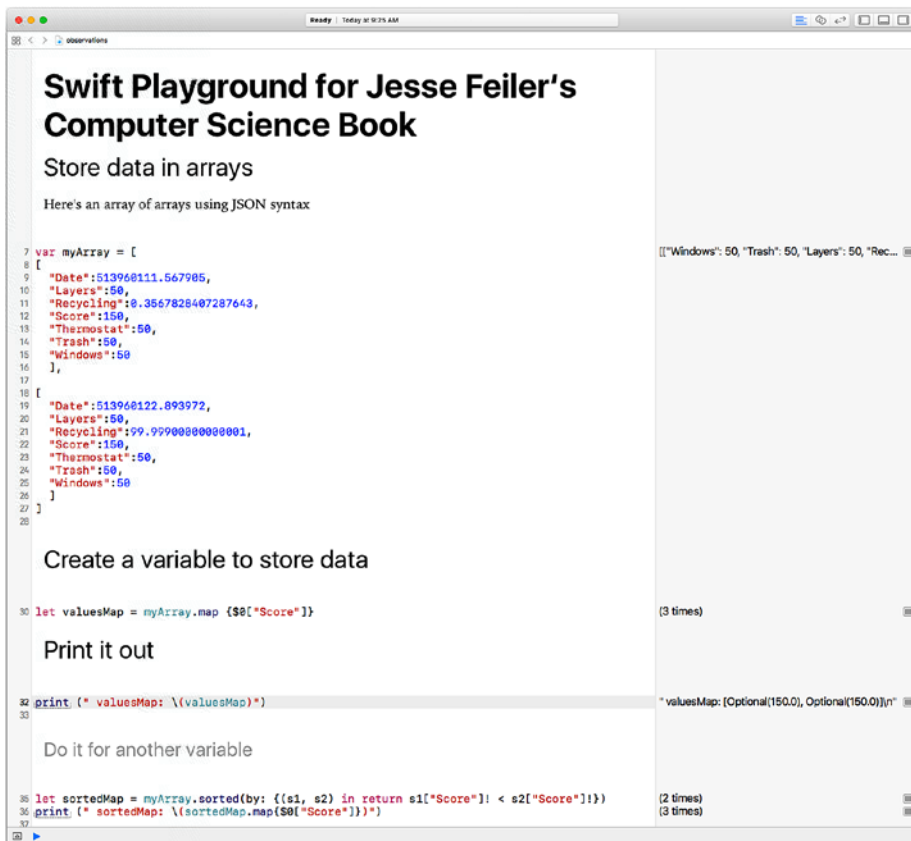 Ready | Today at 9:25 AM
observations
Swift Playground for Jesse Feiler's
Computer Science Book
Store data in arrays
Here's an array of arrays using JSON syntax
7 var myArray = [ [["Windows": 50, "Trash": 50, "Layers": 50, "Rec...
8 [
9 "Date":513960111.567905,
10 "Layers":50,
11 "Recycling":0.3567828407287643,
12 "Score":150,
13 "Thermostat":50,
14 "Trash":50,
15 "Windows":50
16 ],
17
18 [
19 "Date":513960122.893972,
20 "Layers":50,
21 "Recycling":99.99900000000001,
22 "Score":150,
23 "Thermostat":50,
24 "Trash":50,
25 "Windows":50
26 ]
27 ]
28
Create a variable to store data
30 let valuesMap = myArray.map {$0["Score"]} (3 times)
Print it out
32 print (" valuesMap: \(valuesMap)") " valuesMap: [Optional(150.0), Optional(150.0)]\n"
33
Do it for another variable
35 let sortedMap = myArray.sorted(by: {(s1, s2) in return s1["Score"]! < s2["Score"]!}) (2 times)
36 print (" sortedMap: \(sortedMap.map{$0["Score"]})") (3 times)
37